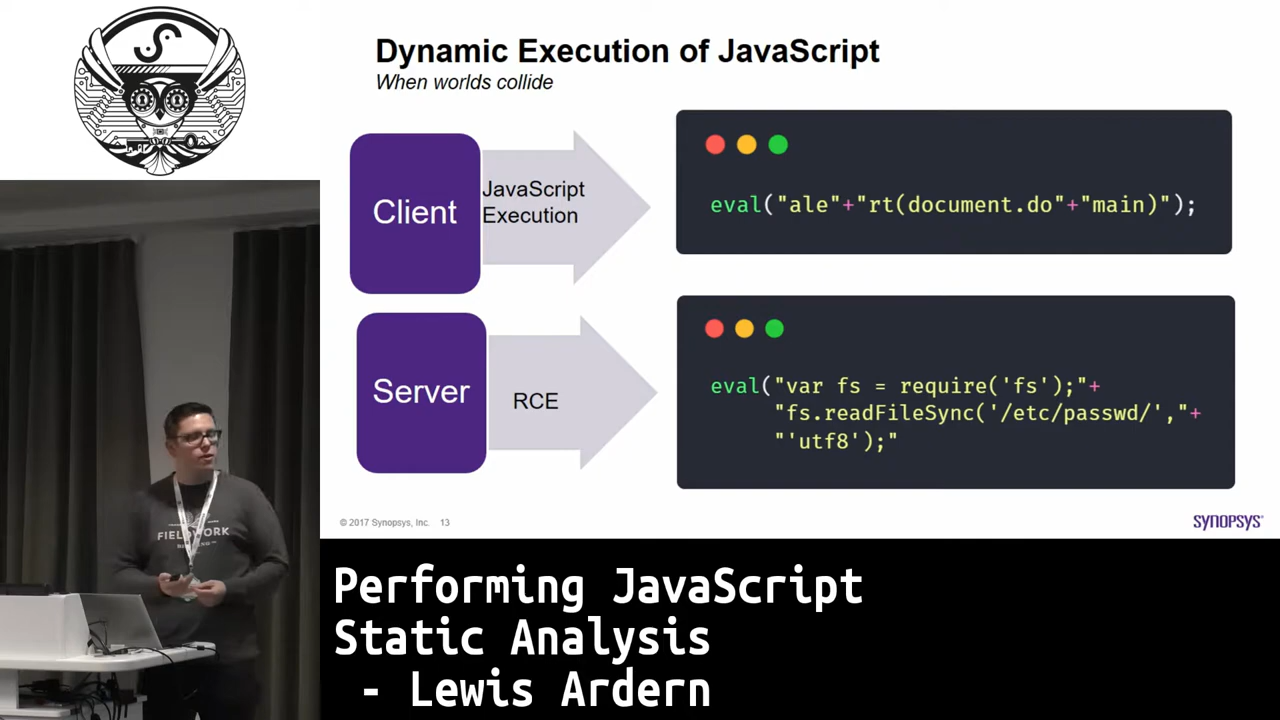 Dynamic Execution of JavaScript
When worlds collide
Client
JavaScript
Execution
eval("ale"+"rt(document.do"+"main)");
Server
RCE
eval("var fs = require('fs');"+
"fs.readFileSync('/etc/passwd/',"+
"'utf8');"
© 2017 Synopsys, Inc. 13
SYNOPSYS®
FIELDWORK
Performing JavaScript
Static Analysis
- Lewis Ardern